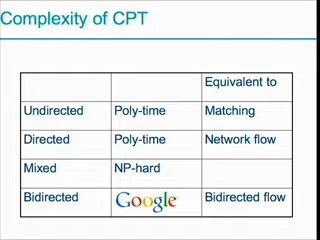 Complexity of CPT
Equivalent to
Undirected Poly-time Matching
Directed Poly-time Network flow
Mixed NP-hard
Bidirected Google Bidirected flow